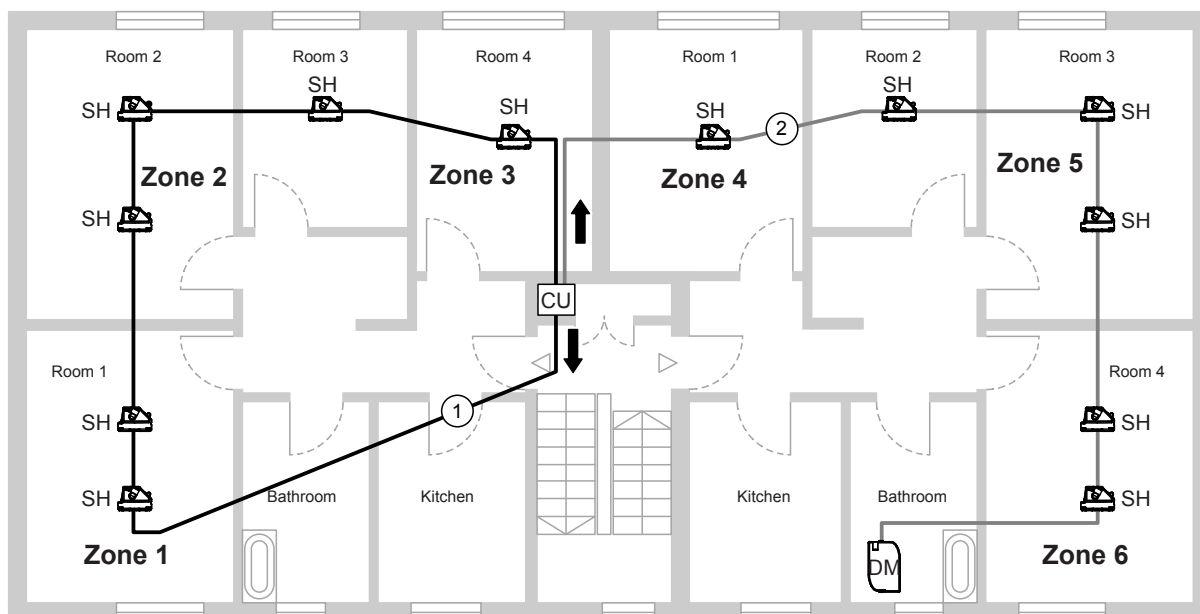 Room 2
Room 3
Room 4
Room 1
Room 2
Room 3
SH
SH
SH
SH
SH
SH
2
Zone 2
Zone 3
Zone 4
Zone 5
SH
SH
CU
Room 1
Room 4
1
SH
SH
SH
SH
Bathroom
Kitchen
Kitchen
Bathroom
Zone 1
DM
Zone 6